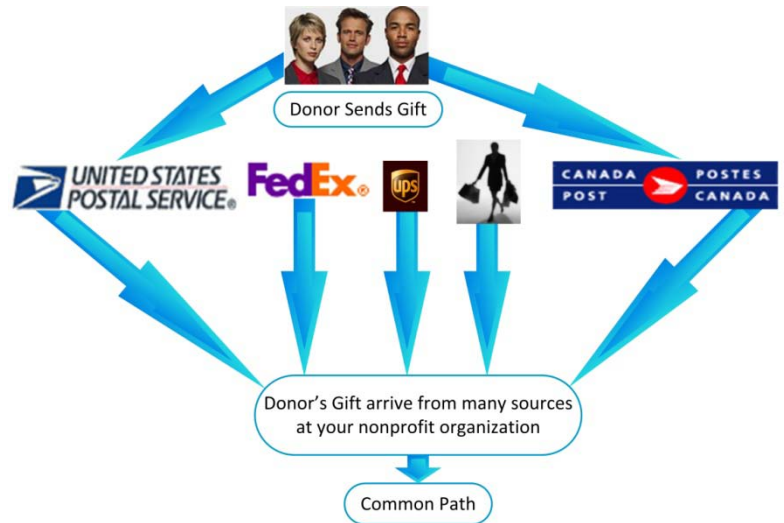 Donor Sends Gift
UNITED STATES
POSTAL SERVICE®
FedEx®
ups
CANADA POSTES
POST CANADA
Donor's Gift arrive from many sources
at your nonprofit organization
Common Path